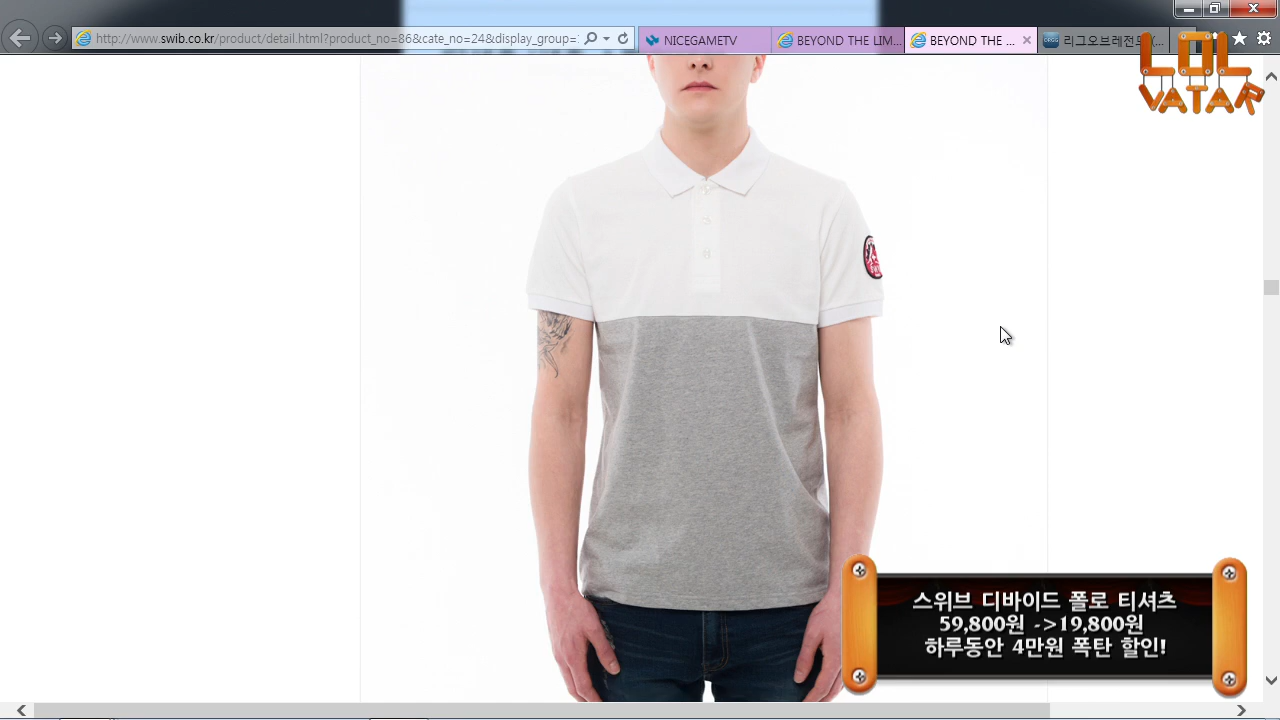 http://www.swib.co.kr/product/detail.html?product_no=86&cate_no=24&display_group=
NICEGAMETV
BEYOND THE LIM...
BEYOND THE ...
리그오브레전드 (...
LOL
VATAR
스위브 디바이드 폴로 티셔츠
59,800원 ->19,800원
하루동안 4만원 폭탄 할인!